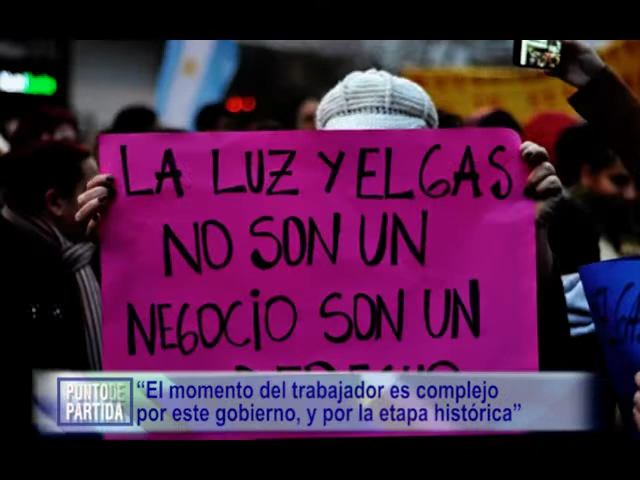 LA LUZ Y EL GAS
NO SON UN
NEGOCIO SON UN
PUNTO DE
PARTIDA
“El momento del trabajador es complejo
por este gobierno, y por la etapa histórica”